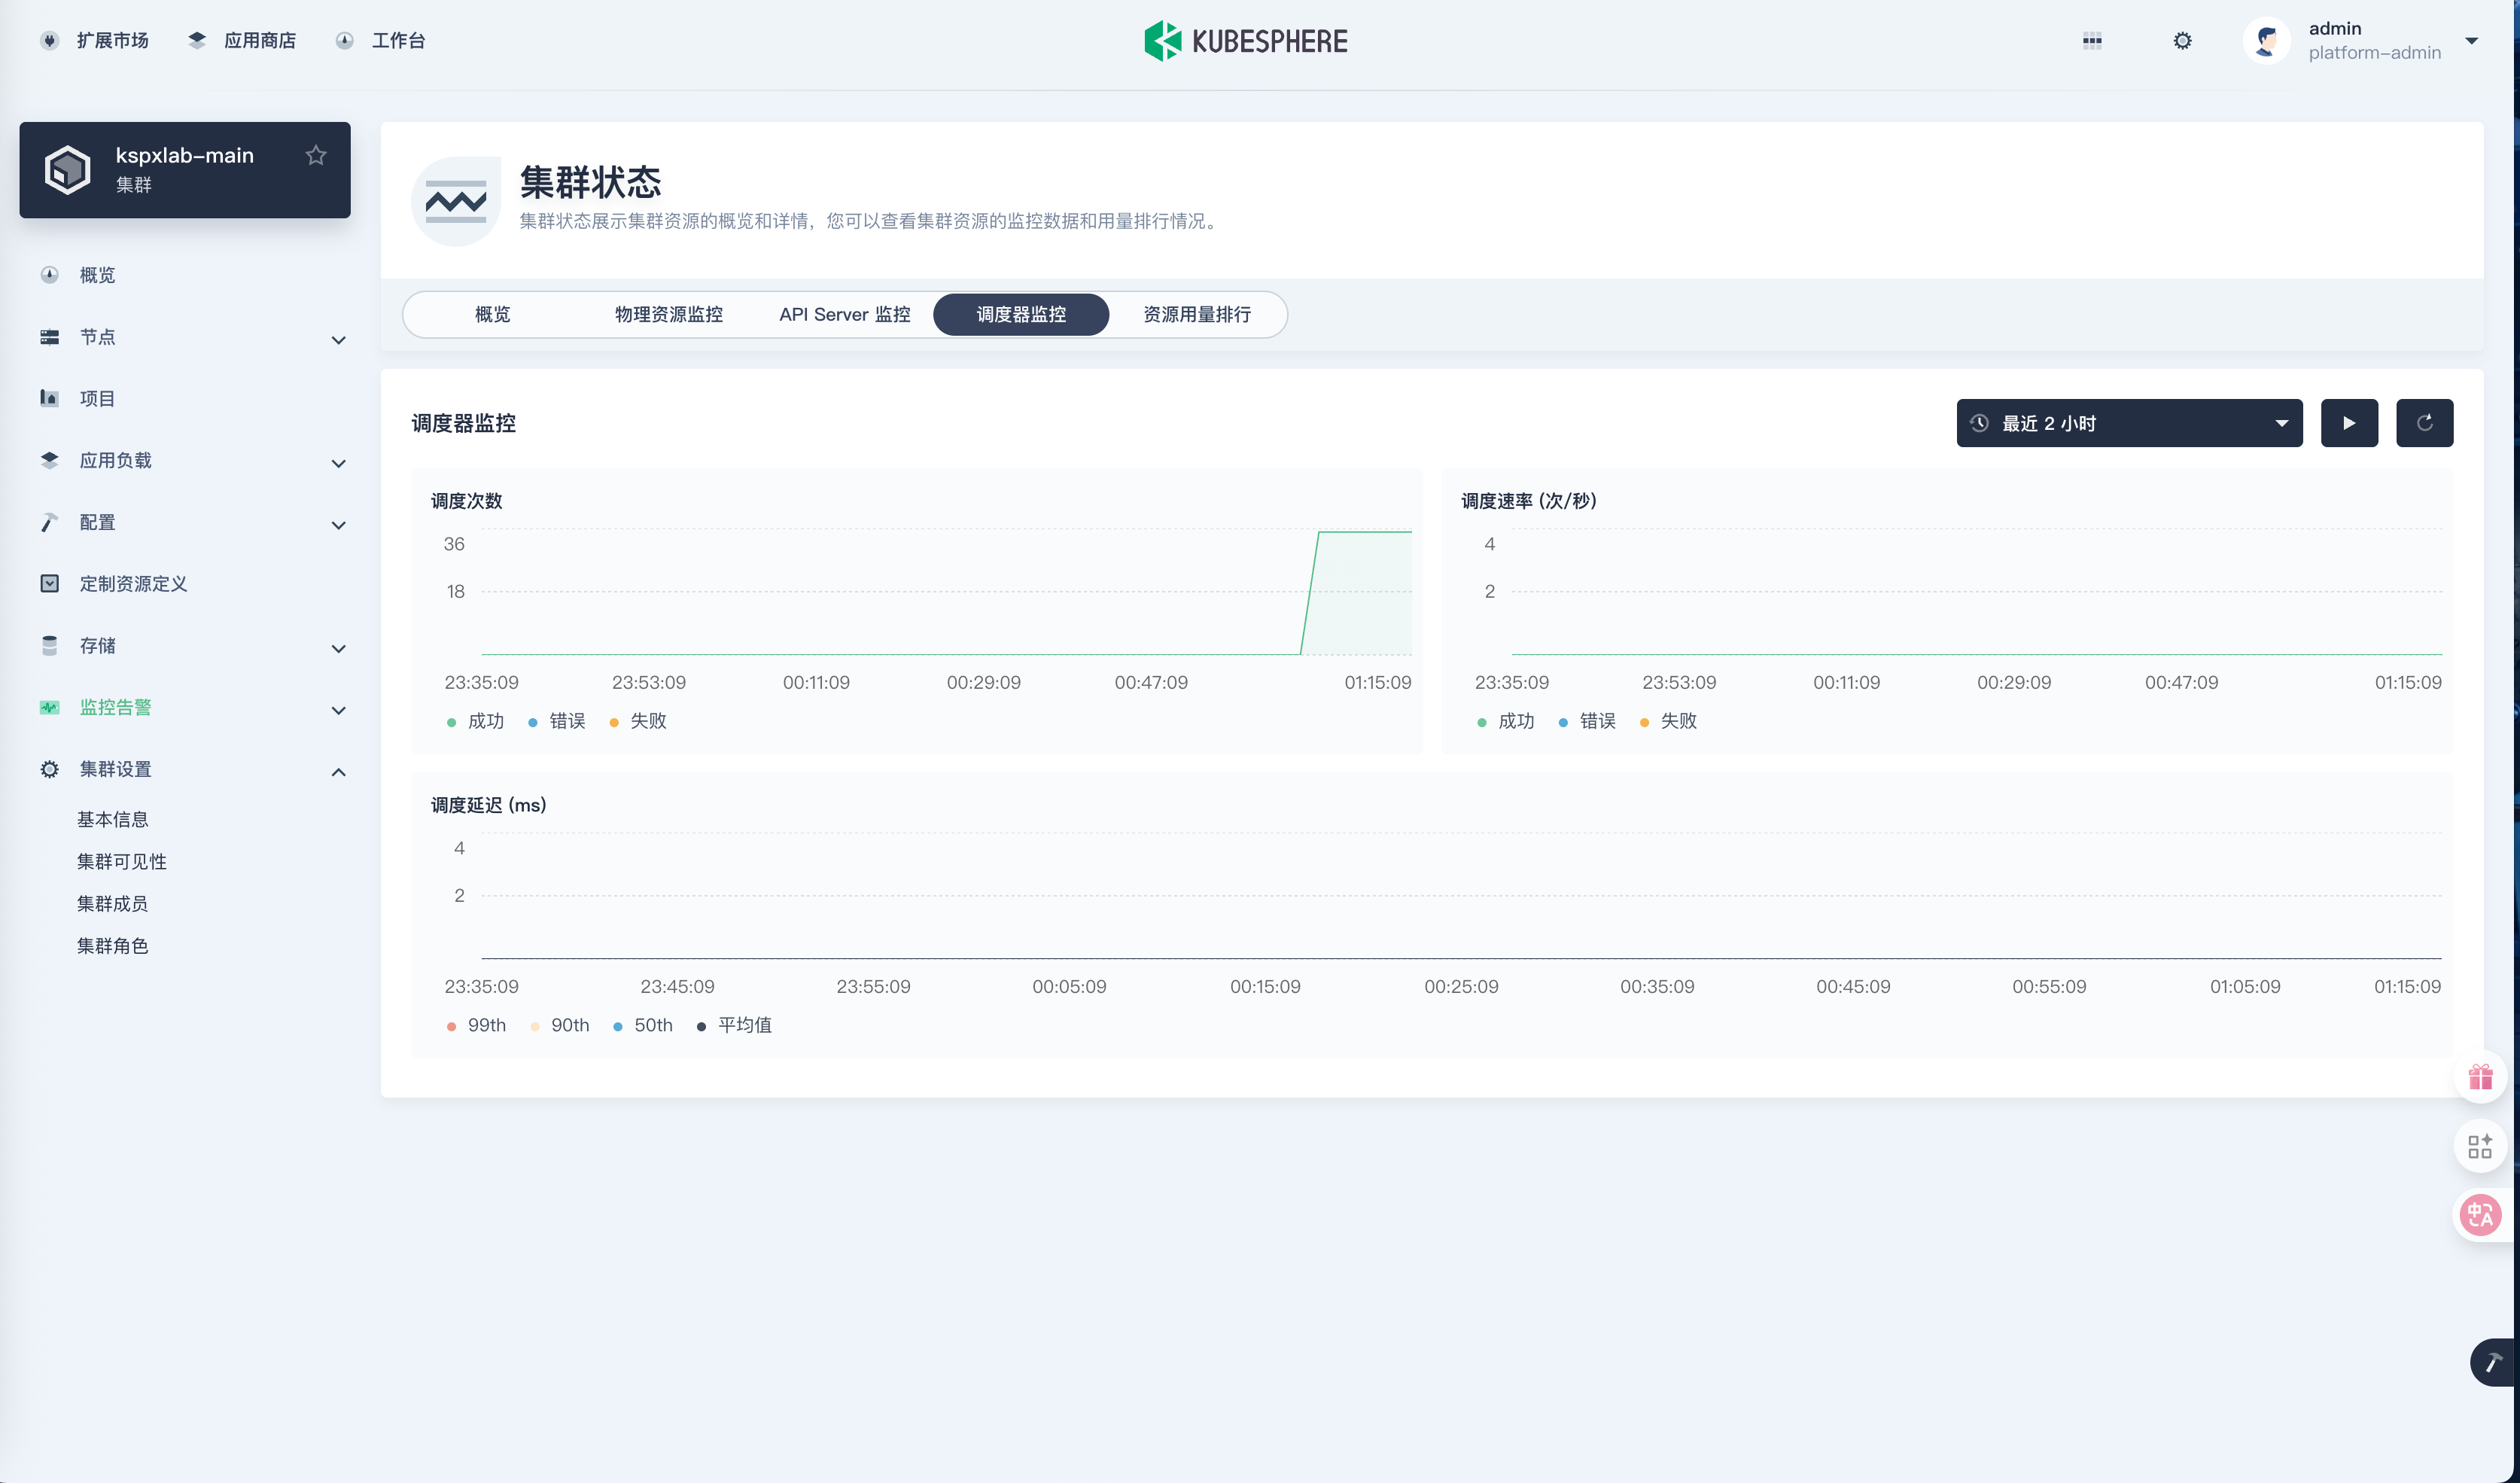 扩展市场
应用商店
工作台
KUBESPHERE
admin
platform-admin
kspxlab-main
集群
概览
节点
项目
应用负载
配置
定制资源定义
存储
监控告警
集群设置
基本信息
集群可见性
集群成员
集群角色
集群状态
集群状态展示集群资源的概览和详情，您可以查看集群资源的监控数据和用量排行情况。
概览
物理资源监控
API Server 监控
调度器监控
资源用量排行
调度器监控
最近 2 小时
调度次数
36
18
23:35:09 23:53:09 00:11:09 00:29:09 00:47:09 01:15:09
成功 错误 失败
调度速率 (次/秒)
4
2
23:35:09 23:53:09 00:11:09 00:29:09 00:47:09 01:15:09
成功 错误 失败
调度延迟 (ms)
4
2
23:35:09 23:45:09 23:55:09 00:05:09 00:15:09 00:25:09 00:35:09 00:45:09 00:55:09 01:05:09 01:15:09
99th 90th 50th 平均值
中A